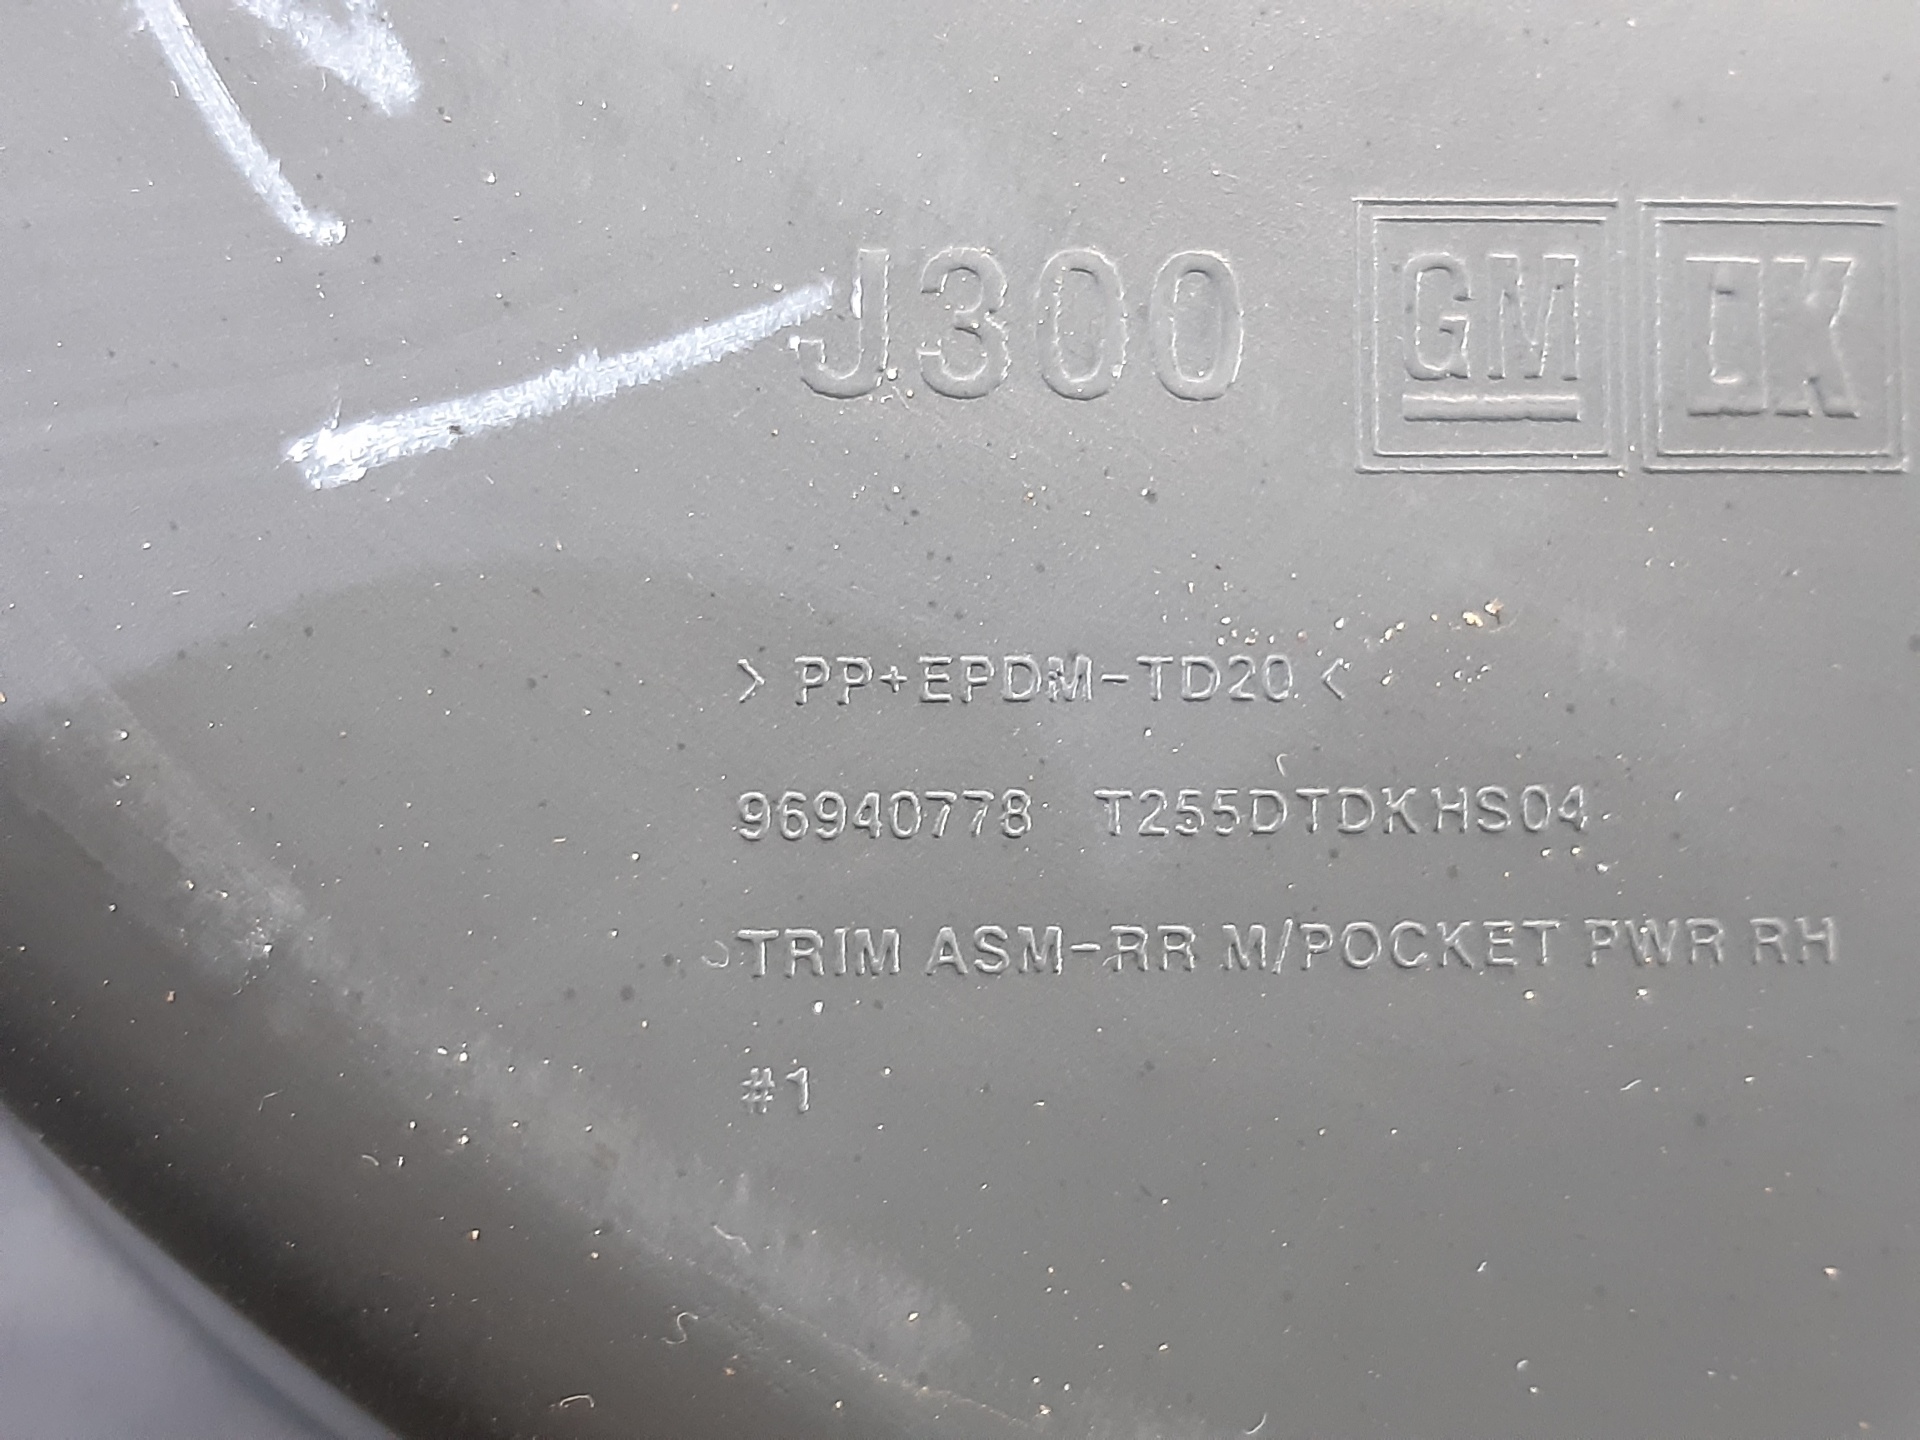 J300 GM DK
> PP+EPDM-TD20 <
96940778 T255DTDKHS04
TRIM ASM-RR M/POCKET PWR RH
#1